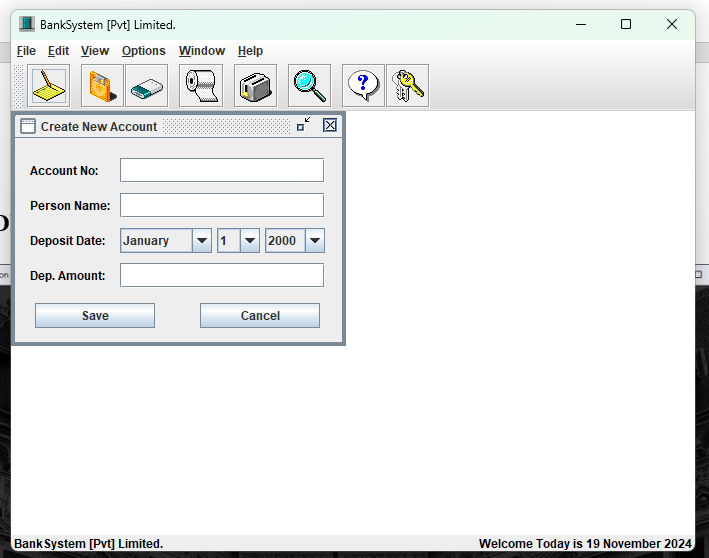 BankSystem [Pvt] Limited.
File Edit View Options Window Help
?
Create New Account
Account No:
Person Name:
Deposit Date: January 1 2000
Dep. Amount:
Save Cancel
on
BankSystem [Pvt] Limited. Welcome Today is 19 November 2024